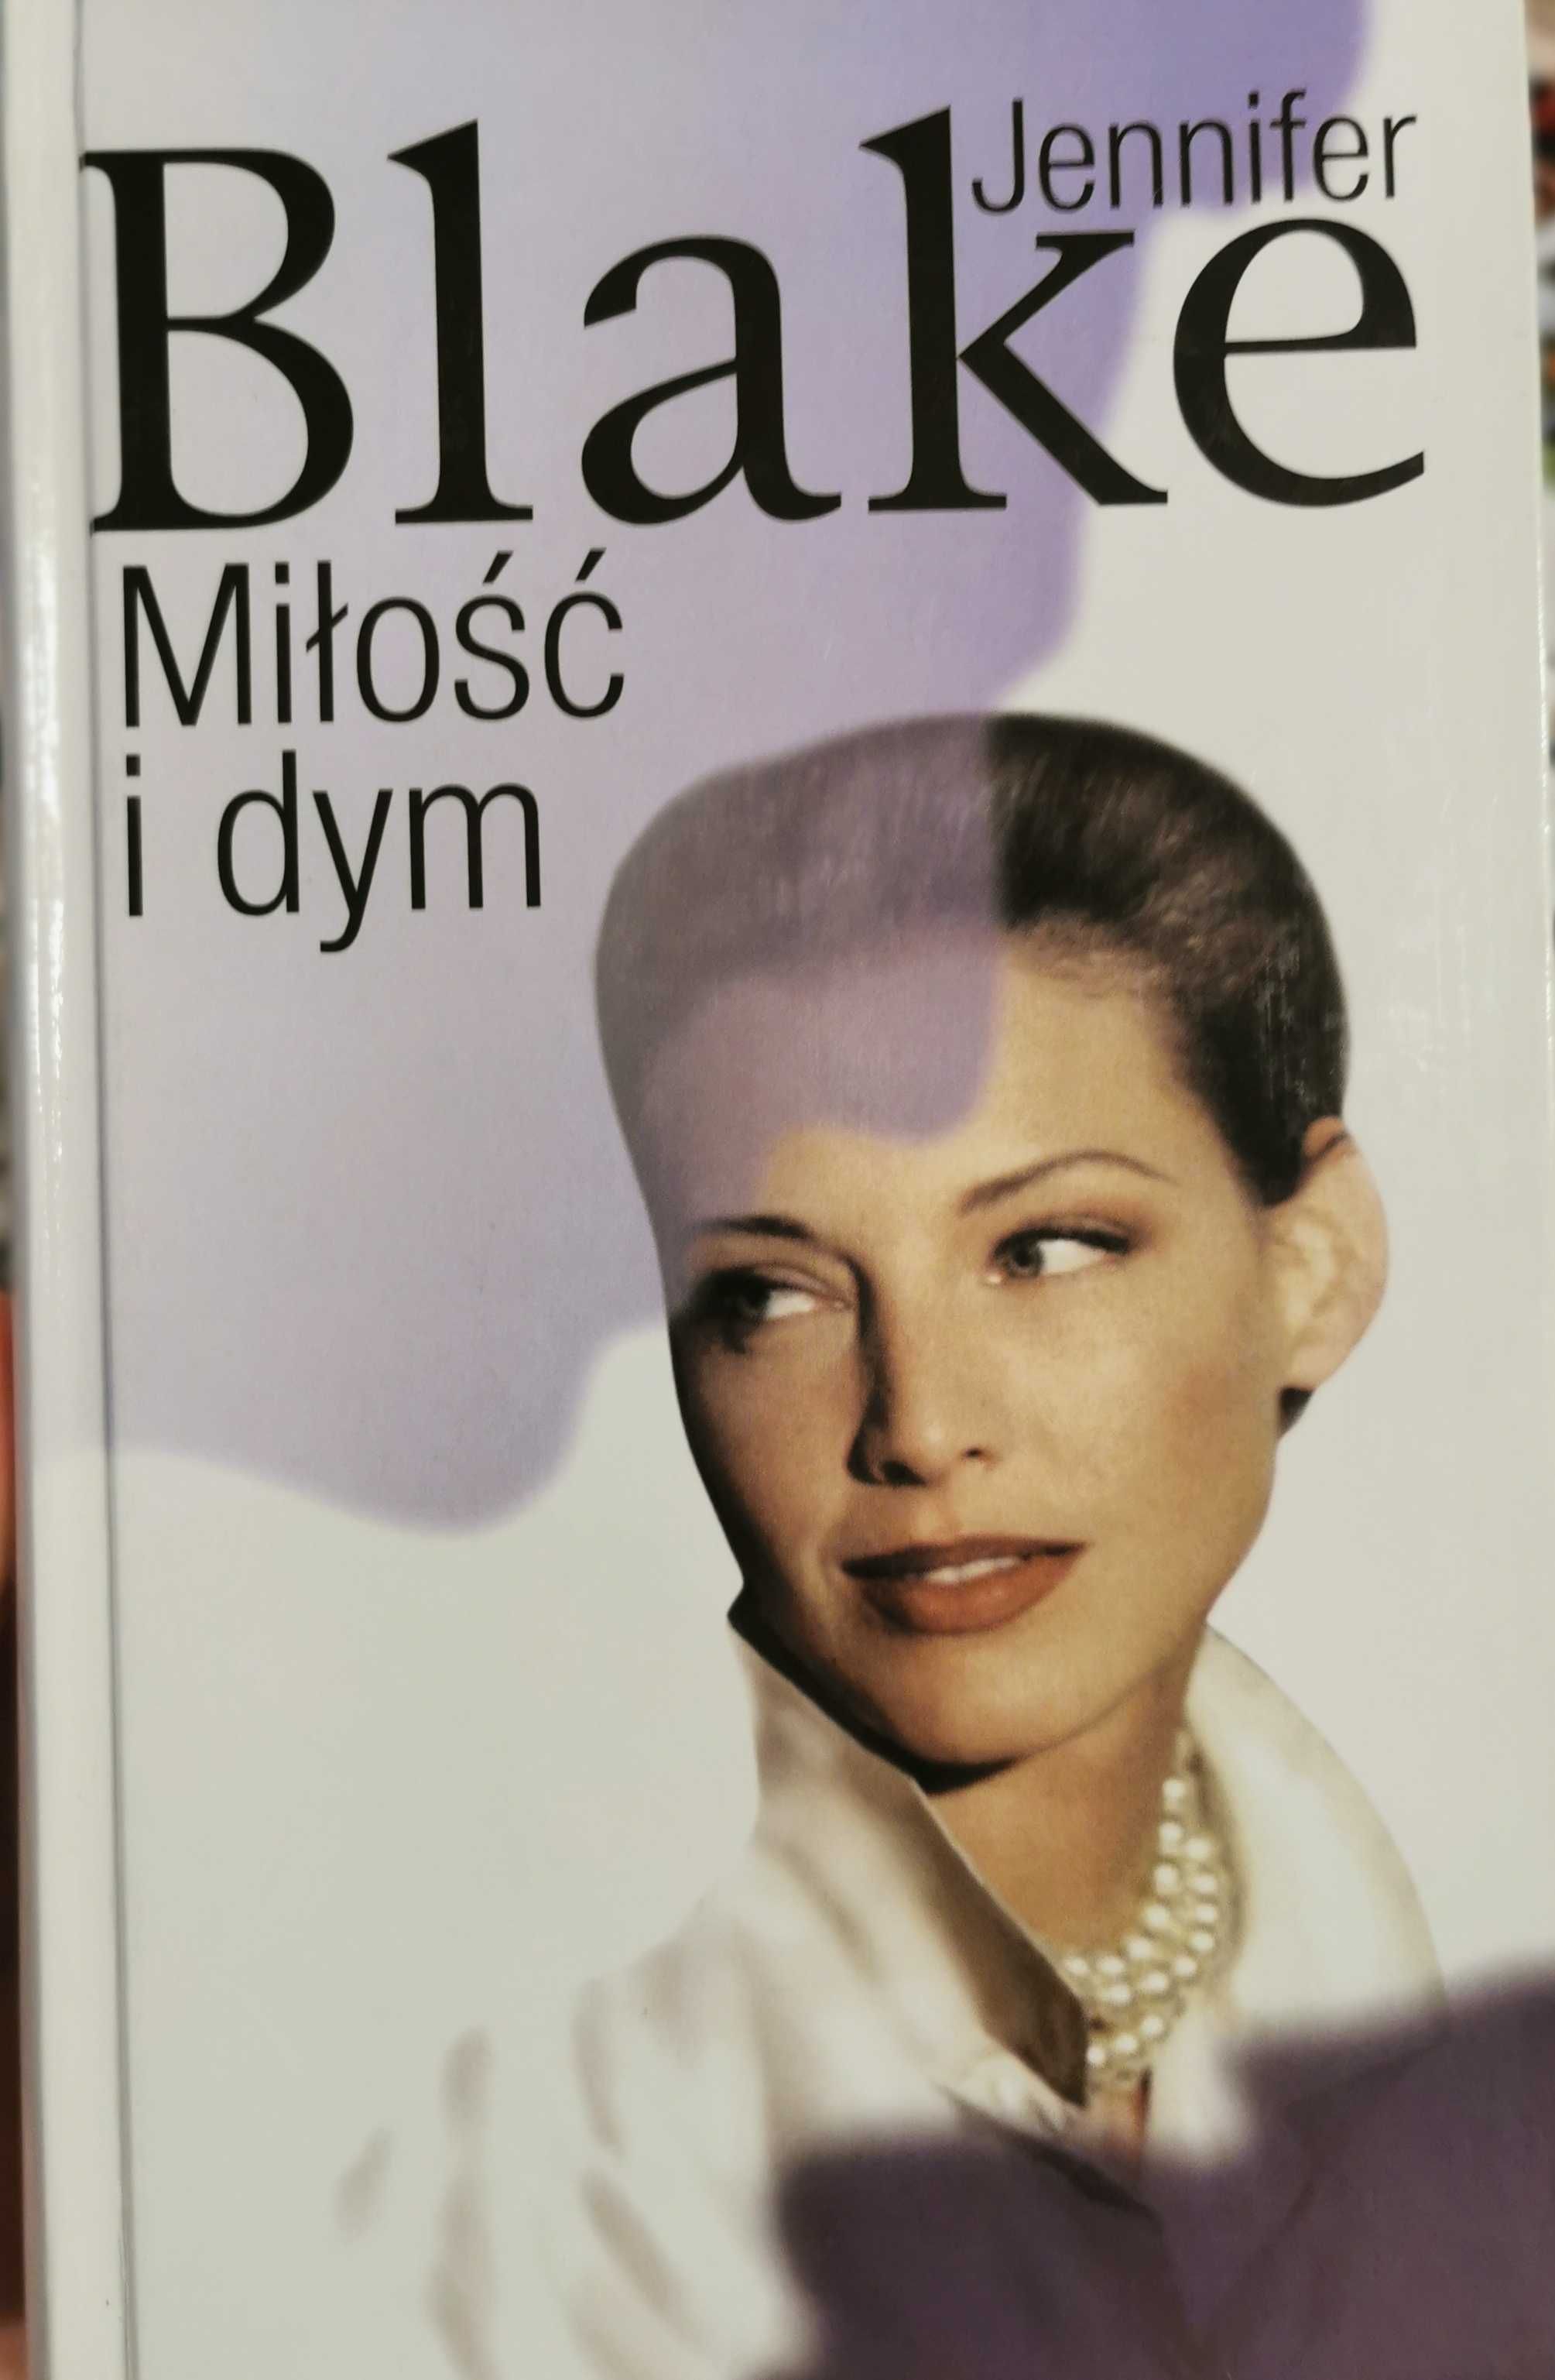 Jennifer
Blake
Miłość
i dym